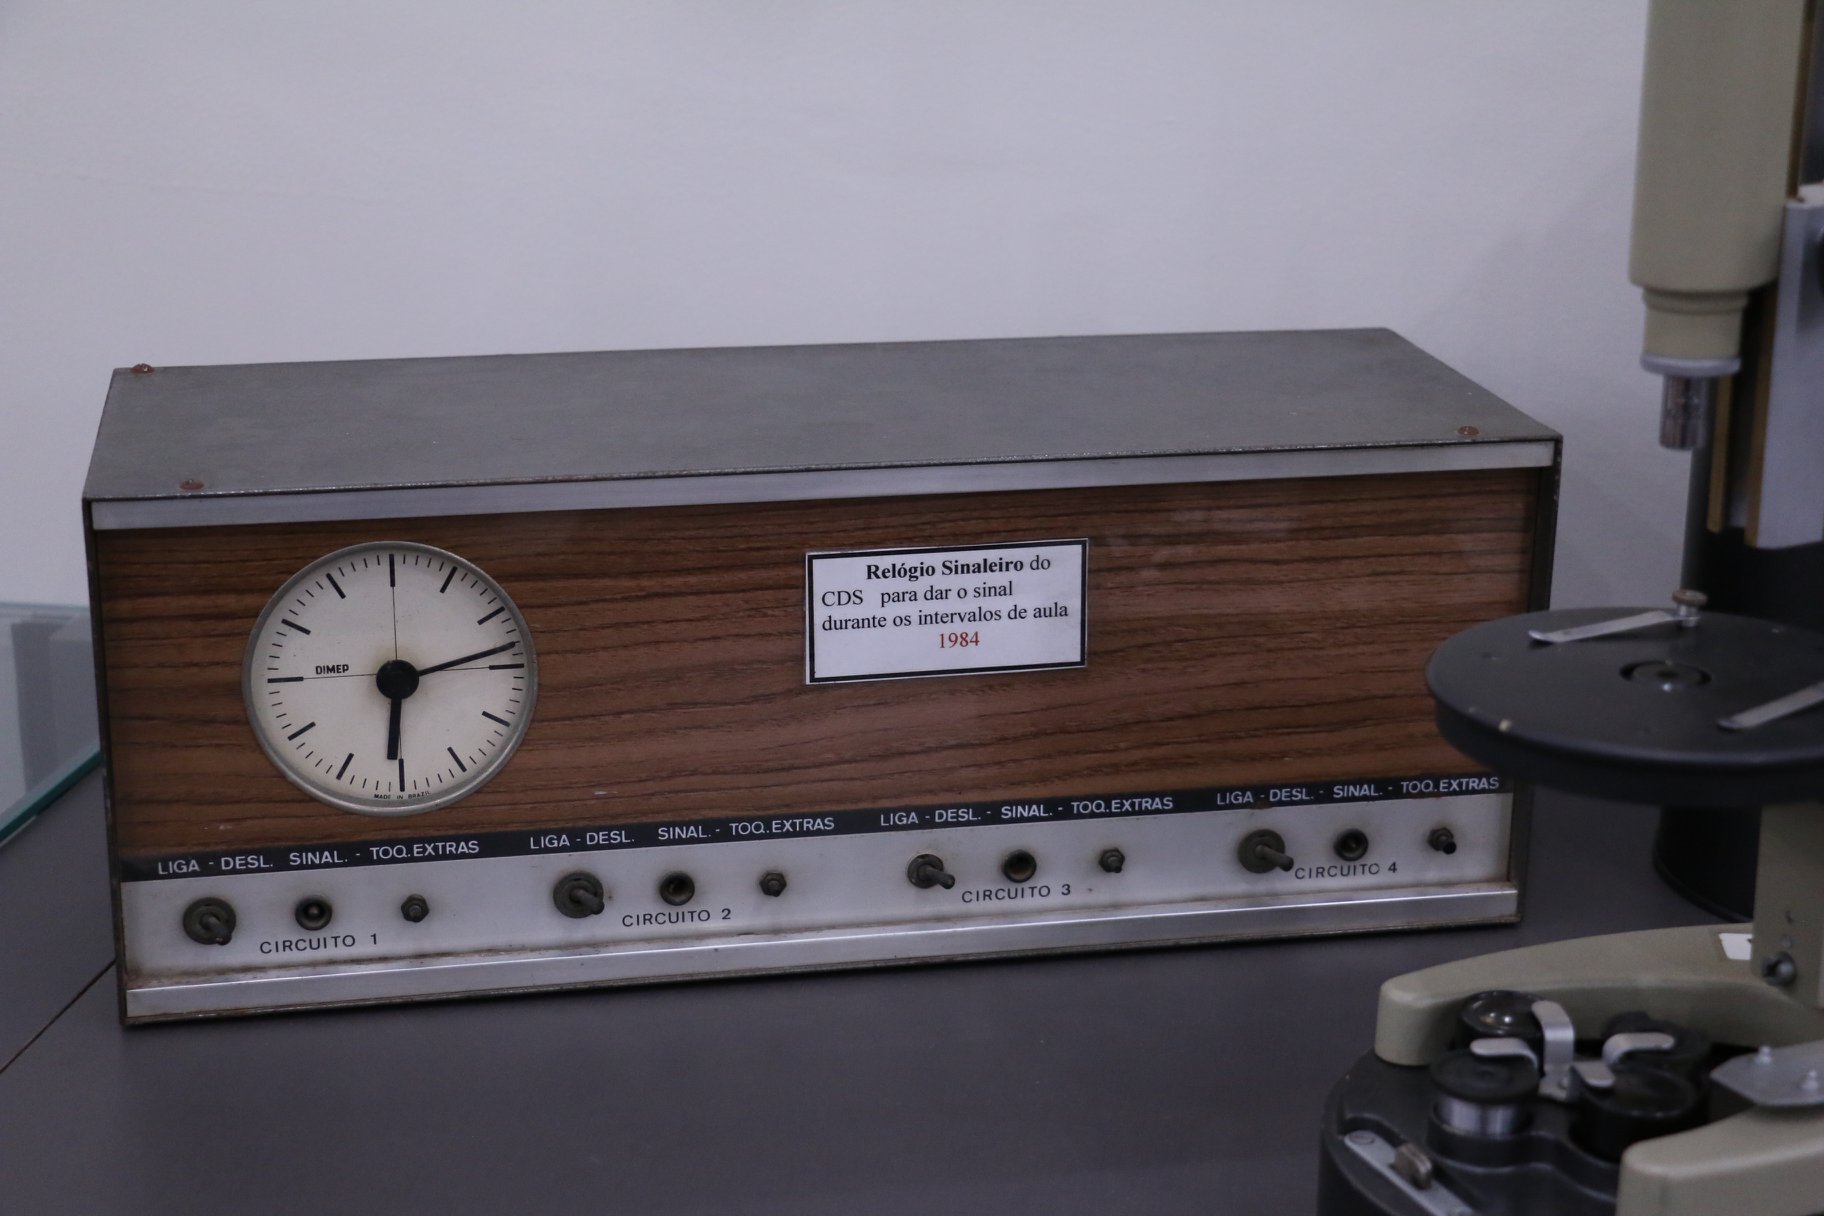 Relógio Sinaleiro do
CDS para dar o sinal
durante os intervalos de aula
1984
DIMEP
MADE IN BRAZIL
LIGA - DESL. SINAL. - TOQ.EXTRAS
LIGA - DESL. SINAL. - TOQ.EXTRAS
LIGA - DESL. - SINAL. - TOQ.EXTRAS
LIGA - DESL. - SINAL. - TOQ.EXTRAS
CIRCUITO 1
CIRCUITO 2
CIRCUITO 3
CIRCUITO 4